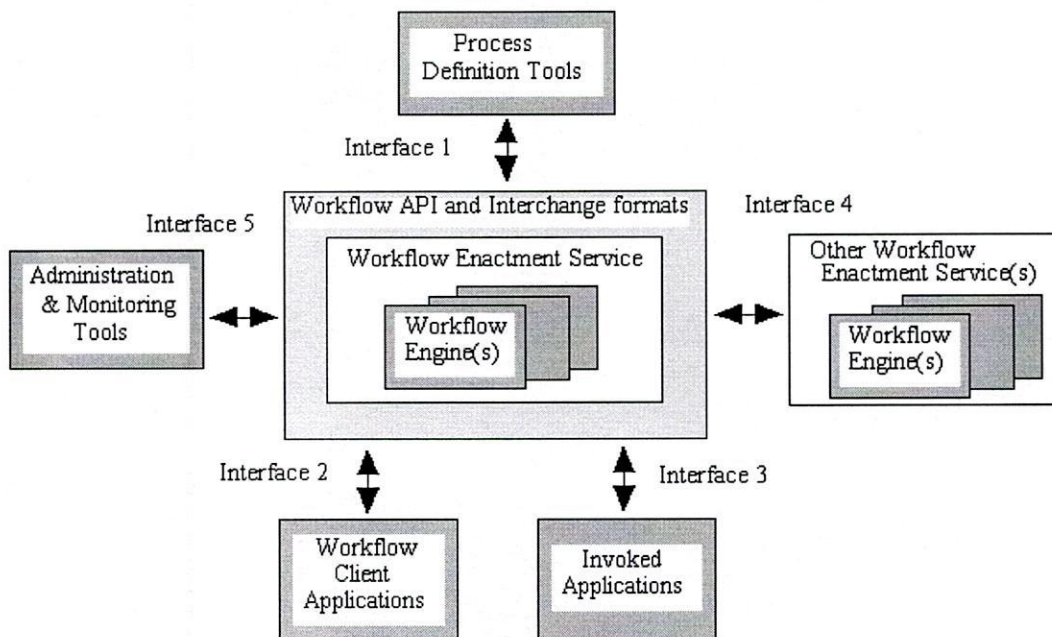 Process
Definition Tools
Interface 1
Workflow API and Interchange formats
Interface 5
Interface 4
Workflow Enactment Service
Workflow
Engine(s)
Administration
& Monitoring
Tools
Other Workflow
Enactment Service(s)
Workflow
Engine(s)
Interface 2
Interface 3
Workflow
Client
Applications
Invoked
Applications